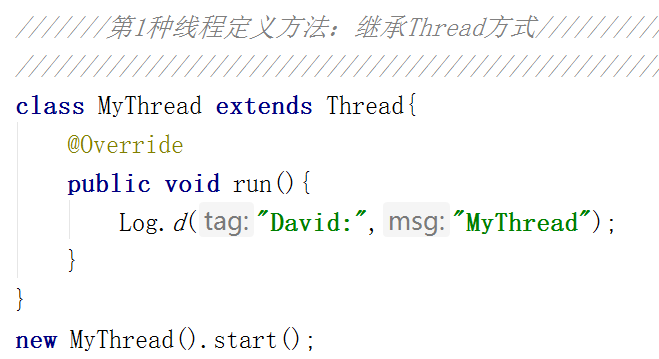 ///////第1种线程定义方法：继承Thread方式//////////
////////////////////////////////////////////////
class MyThread extends Thread{
@Override
public void run(){
Log.d( tag: "David:", msg: "MyThread");
}
}
new MyThread().start();